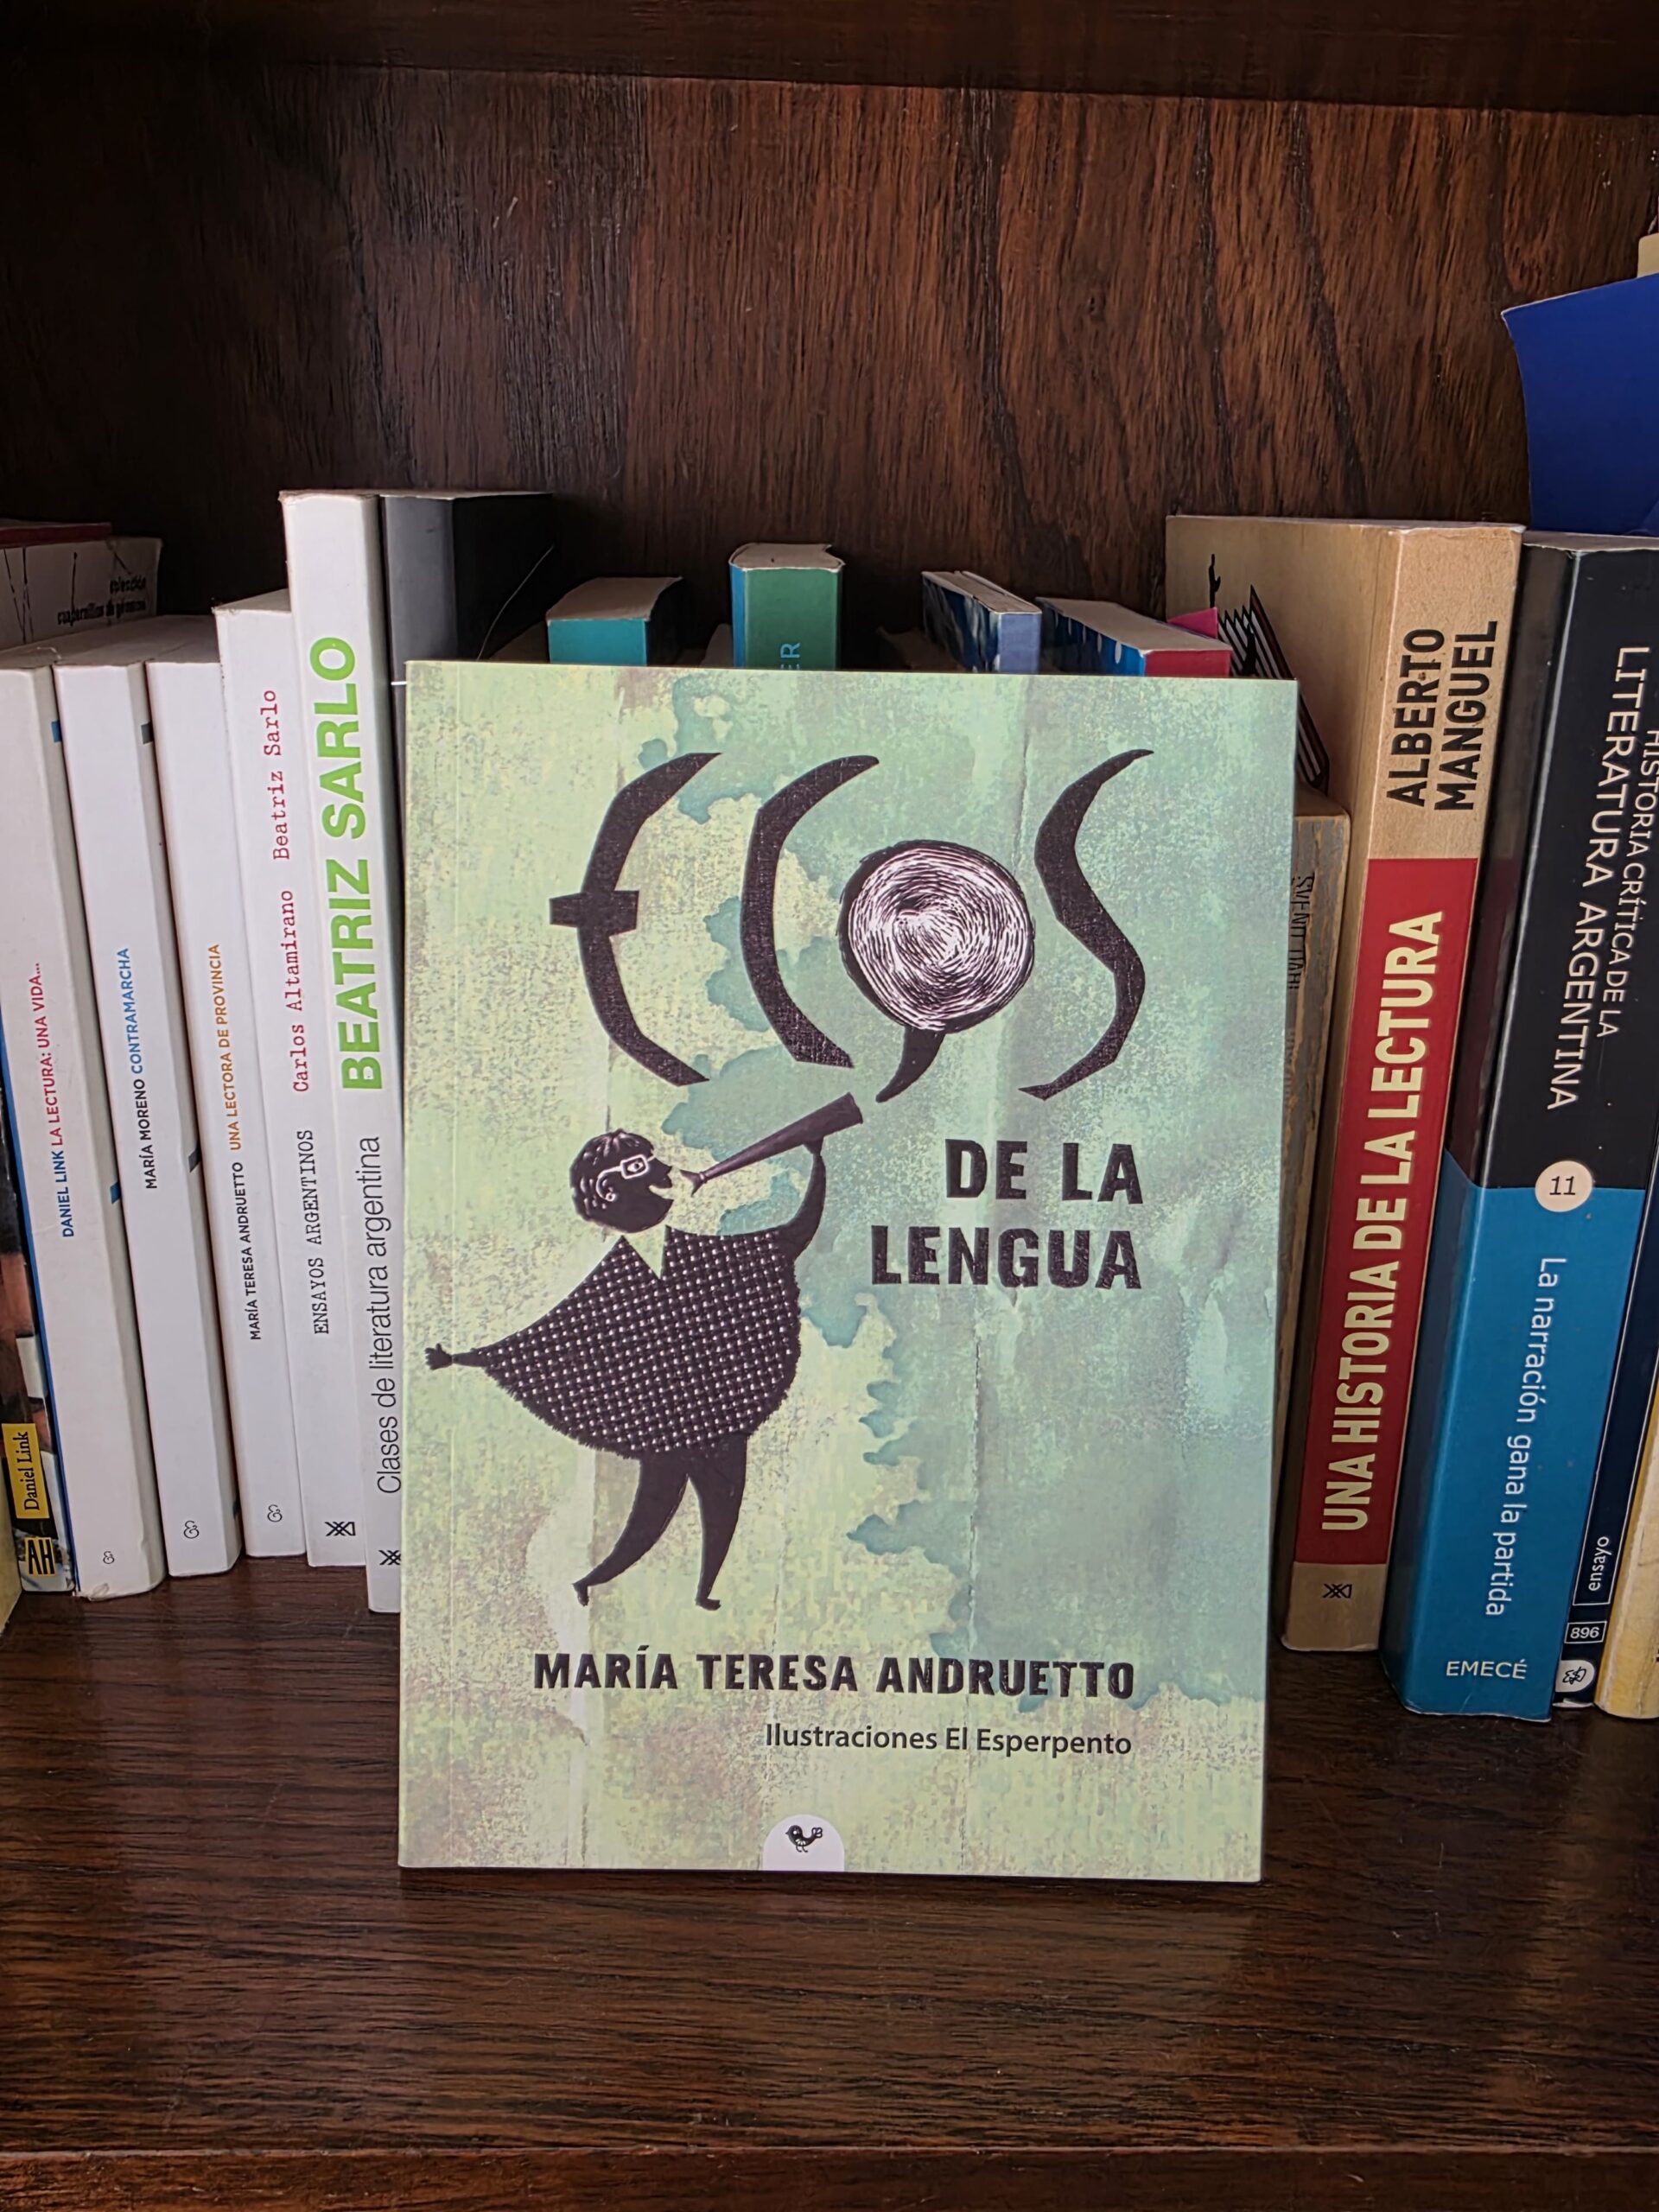 colección
Daniel Link
AH
DANIEL LINK LA LECTURA: UNA VIDA...
MARÍA MORENO CONTRAMARCHA
MARÍA TERESA ANDRUETTO UNA LECTORA DE PROVINCIA
ENSAYOS ARGENTINOS Carlos Altamirano Beatriz Sarlo
Clases de literatura argentina BEATRIZ SARLO
ECOS
DE LA
LENGUA
MARÍA TERESA ANDRUETTO
Ilustraciones El Esperpento
ALBERTO
MANGUEL
UNA HISTORIA DE LA LECTURA
HISTORIA CRÍTICA DE LA
LITERATURA ARGENTINA
11
La narración gana la partida
EMECÉ
ensayo
896